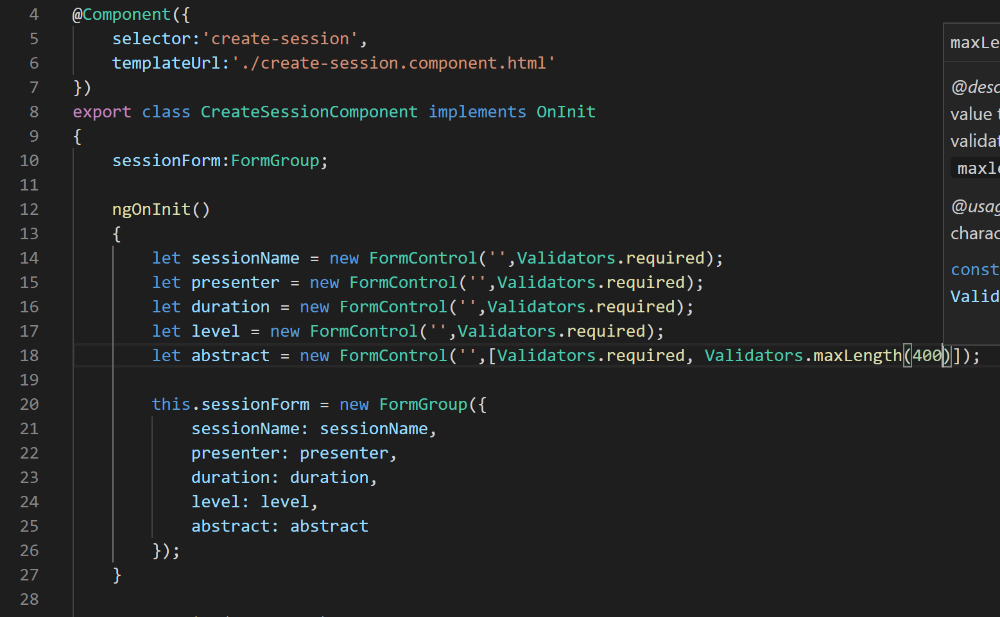 4 @Component({
5 selector:'create-session',
6 templateUrl:'./create-session.component.html'
7 })
8 export class CreateSessionComponent implements OnInit
9 {
10 sessionForm:FormGroup;
11
12 ngOnInit()
13 {
14 let sessionName = new FormControl('',Validators.required);
15 let presenter = new FormControl('',Validators.required);
16 let duration = new FormControl('',Validators.required);
17 let level = new FormControl('',Validators.required);
18 let abstract = new FormControl('',[Validators.required, Validators.maxLength(400)]);
19
20 this.sessionForm = new FormGroup({
21 sessionName: sessionName,
22 presenter: presenter,
23 duration: duration,
24 level: level,
25 abstract: abstract
26 });
27 }
28
maxLe
@desc
value t
validat
maxle
@usag
charac
const
Valid